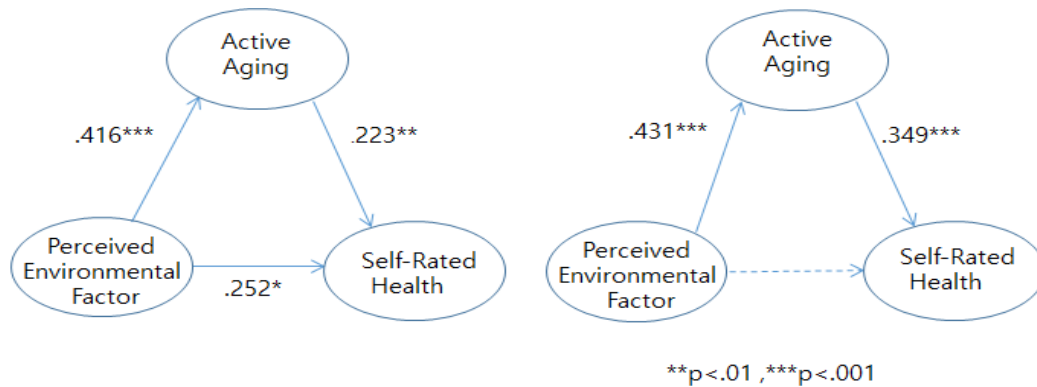 Active
Aging
.416***
.223**
Perceived
Environmental
Factor
Self-Rated
Health
.252*
Active
Aging
.431***
.349***
Perceived
Environmental
Factor
Self-Rated
Health
**p<.01 ,***p<.001